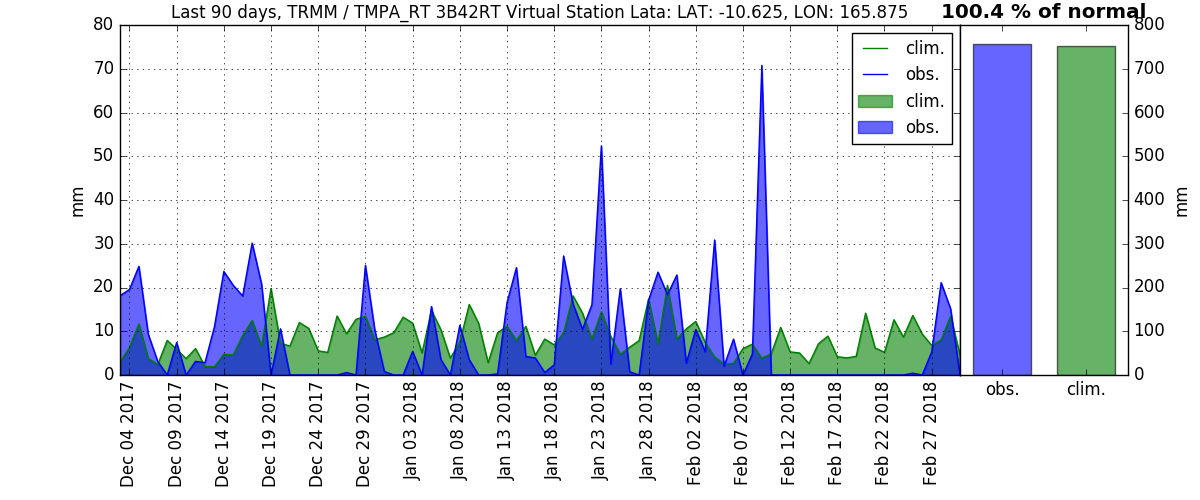 Last 90 days, TRMM / TMPA_RT 3B42RT Virtual Station Lata: LAT: -10.625, LON: 165.875
100.4 % of normal
80
70
60
50
40
30
20
10
0
mm
clim.
obs.
clim.
obs.
800
700
600
500
400
300
200
100
0
mm
obs.
clim.
Dec 04 2017
Dec 09 2017
Dec 14 2017
Dec 19 2017
Dec 24 2017
Dec 29 2017
Jan 03 2018
Jan 08 2018
Jan 13 2018
Jan 18 2018
Jan 23 2018
Jan 28 2018
Feb 02 2018
Feb 07 2018
Feb 12 2018
Feb 17 2018
Feb 22 2018
Feb 27 2018